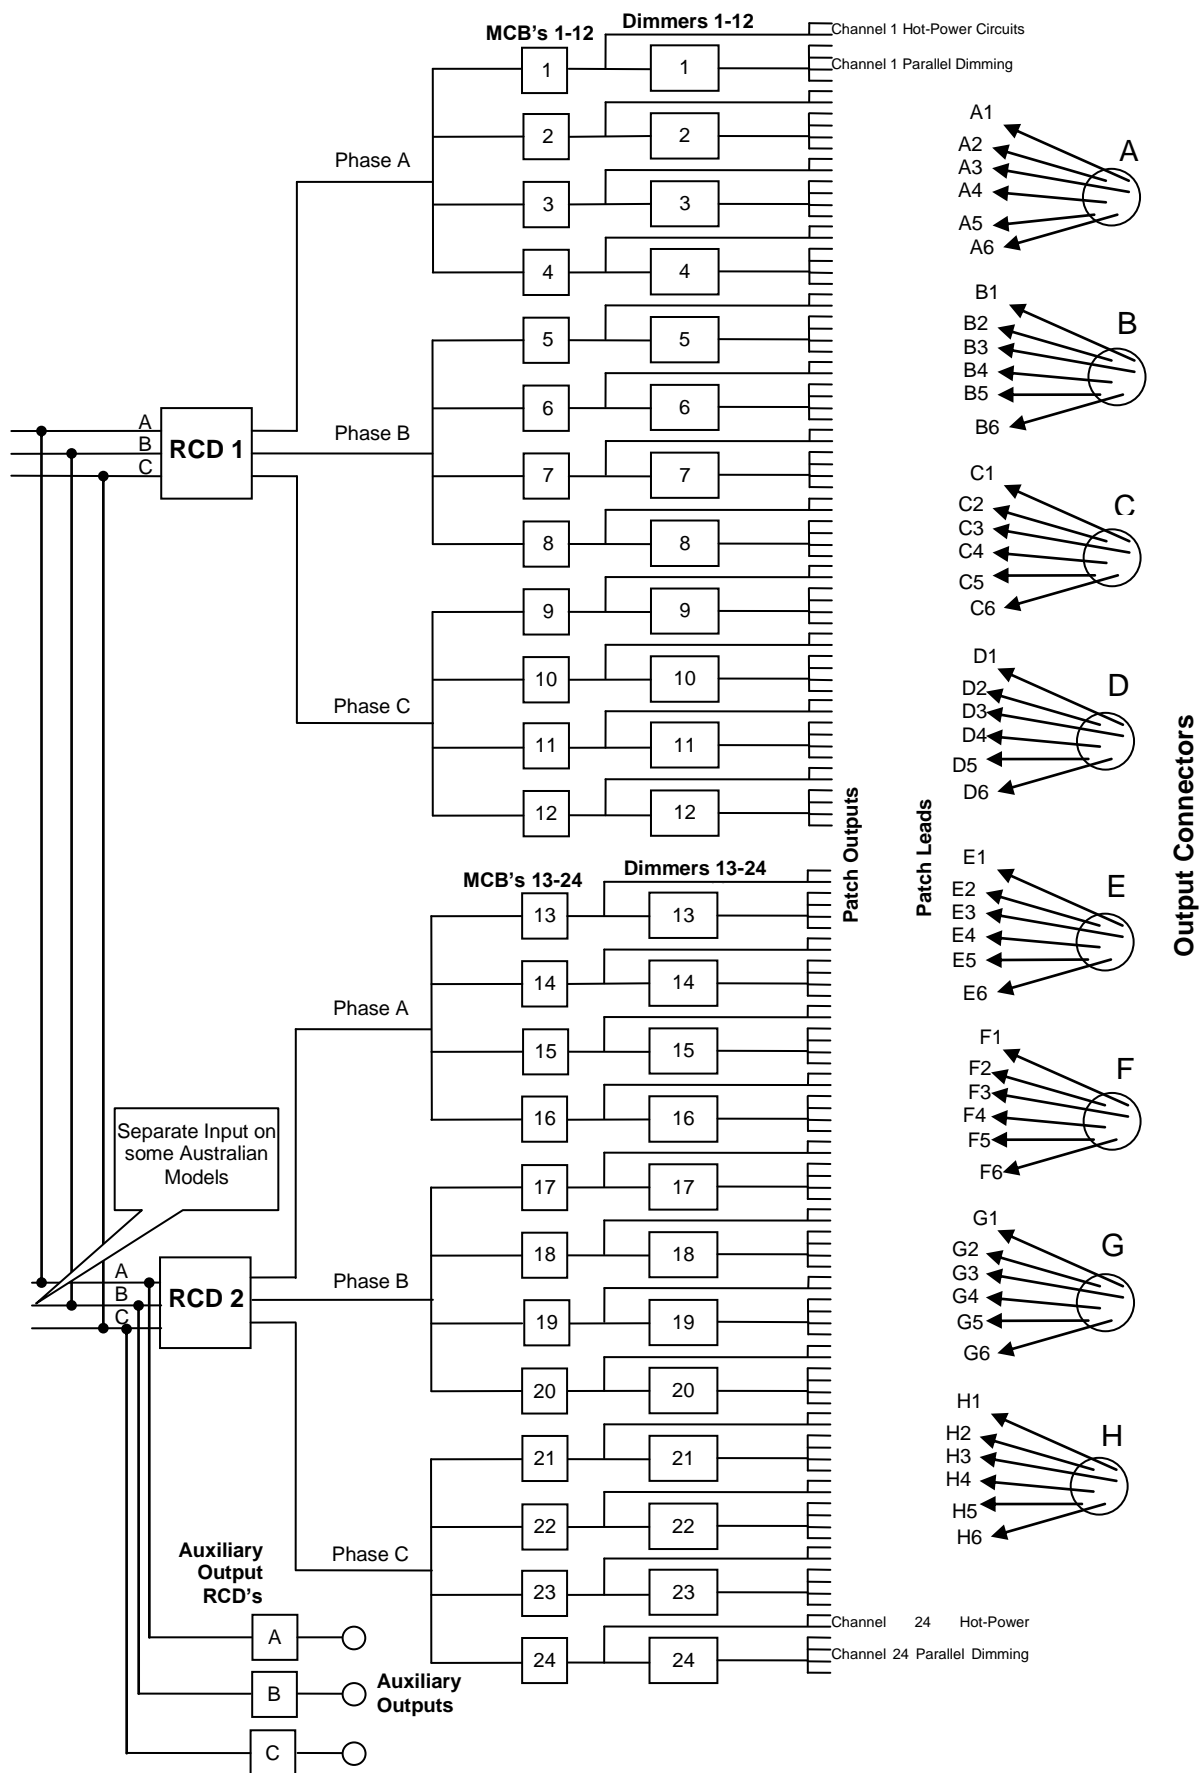 MCB's 1-12
Dimmers 1-12
Channel 1 Hot-Power Circuits
1
1
Channel 1 Parallel Dimming
2
2
Phase A
3
3
4
4
5
5
6
6
A
B
C
RCD 1
Phase B
7
7
8
8
9
9
10
10
Phase C
11
11
12
12
MCB's 13-24
Dimmers 13-24
13
13
14
14
Phase A
15
15
16
16
Separate Input on
some Australian
Models
17
17
18
18
A
B
C
RCD 2
Phase B
19
19
20
20
21
21
22
22
Phase C
23
23
24
24
Channel 24 Hot-Power
Channel 24 Parallel Dimming
Auxiliary
Output
RCD's
A
B
C
Auxiliary
Outputs
Patch Outputs
Patch Leads
Output Connectors
A1
A2
A3
A4
A5
A6
A
B1
B2
B3
B4
B5
B6
B
C1
C2
C3
C4
C5
C6
C
D1
D2
D3
D4
D5
D6
D
E1
E2
E3
E4
E5
E6
E
F1
F2
F3
F4
F5
F6
F
G1
G2
G3
G4
G5
G6
G
H1
H2
H3
H4
H5
H6
H